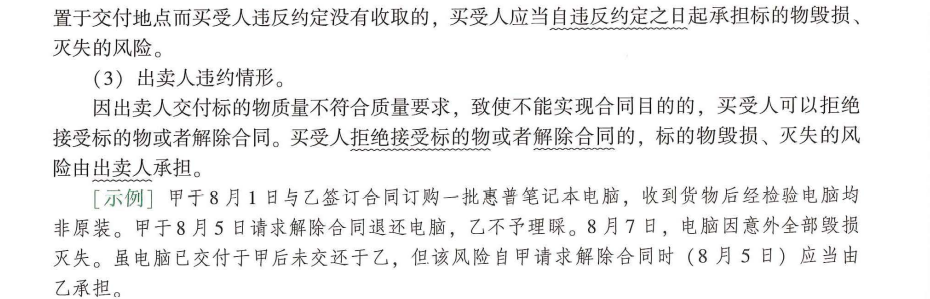 置于交付地点而买受人违反约定没有收取的，买受人应当自违反约定之日起承担标的物毁损、
灭失的风险。
（3）出卖人违约情形。
因出卖人交付标的物质量不符合质量要求，致使不能实现合同目的的，买受人可以拒绝
接受标的物或者解除合同。买受人拒绝接受标的物或者解除合同的，标的物毁损、灭失的风
险由出卖人承担。
［示例］甲于8月1日与乙签订合同订购一批惠普笔记本电脑，收到货物后经检验电脑均
非原装。甲于8月5日请求解除合同退还电脑，乙不予理睬。8月7日，电脑因意外全部毁损
灭失。虽电脑已交付于甲后未交还于乙，但该风险自甲请求解除合同时（8月5日）应当由
乙承担。